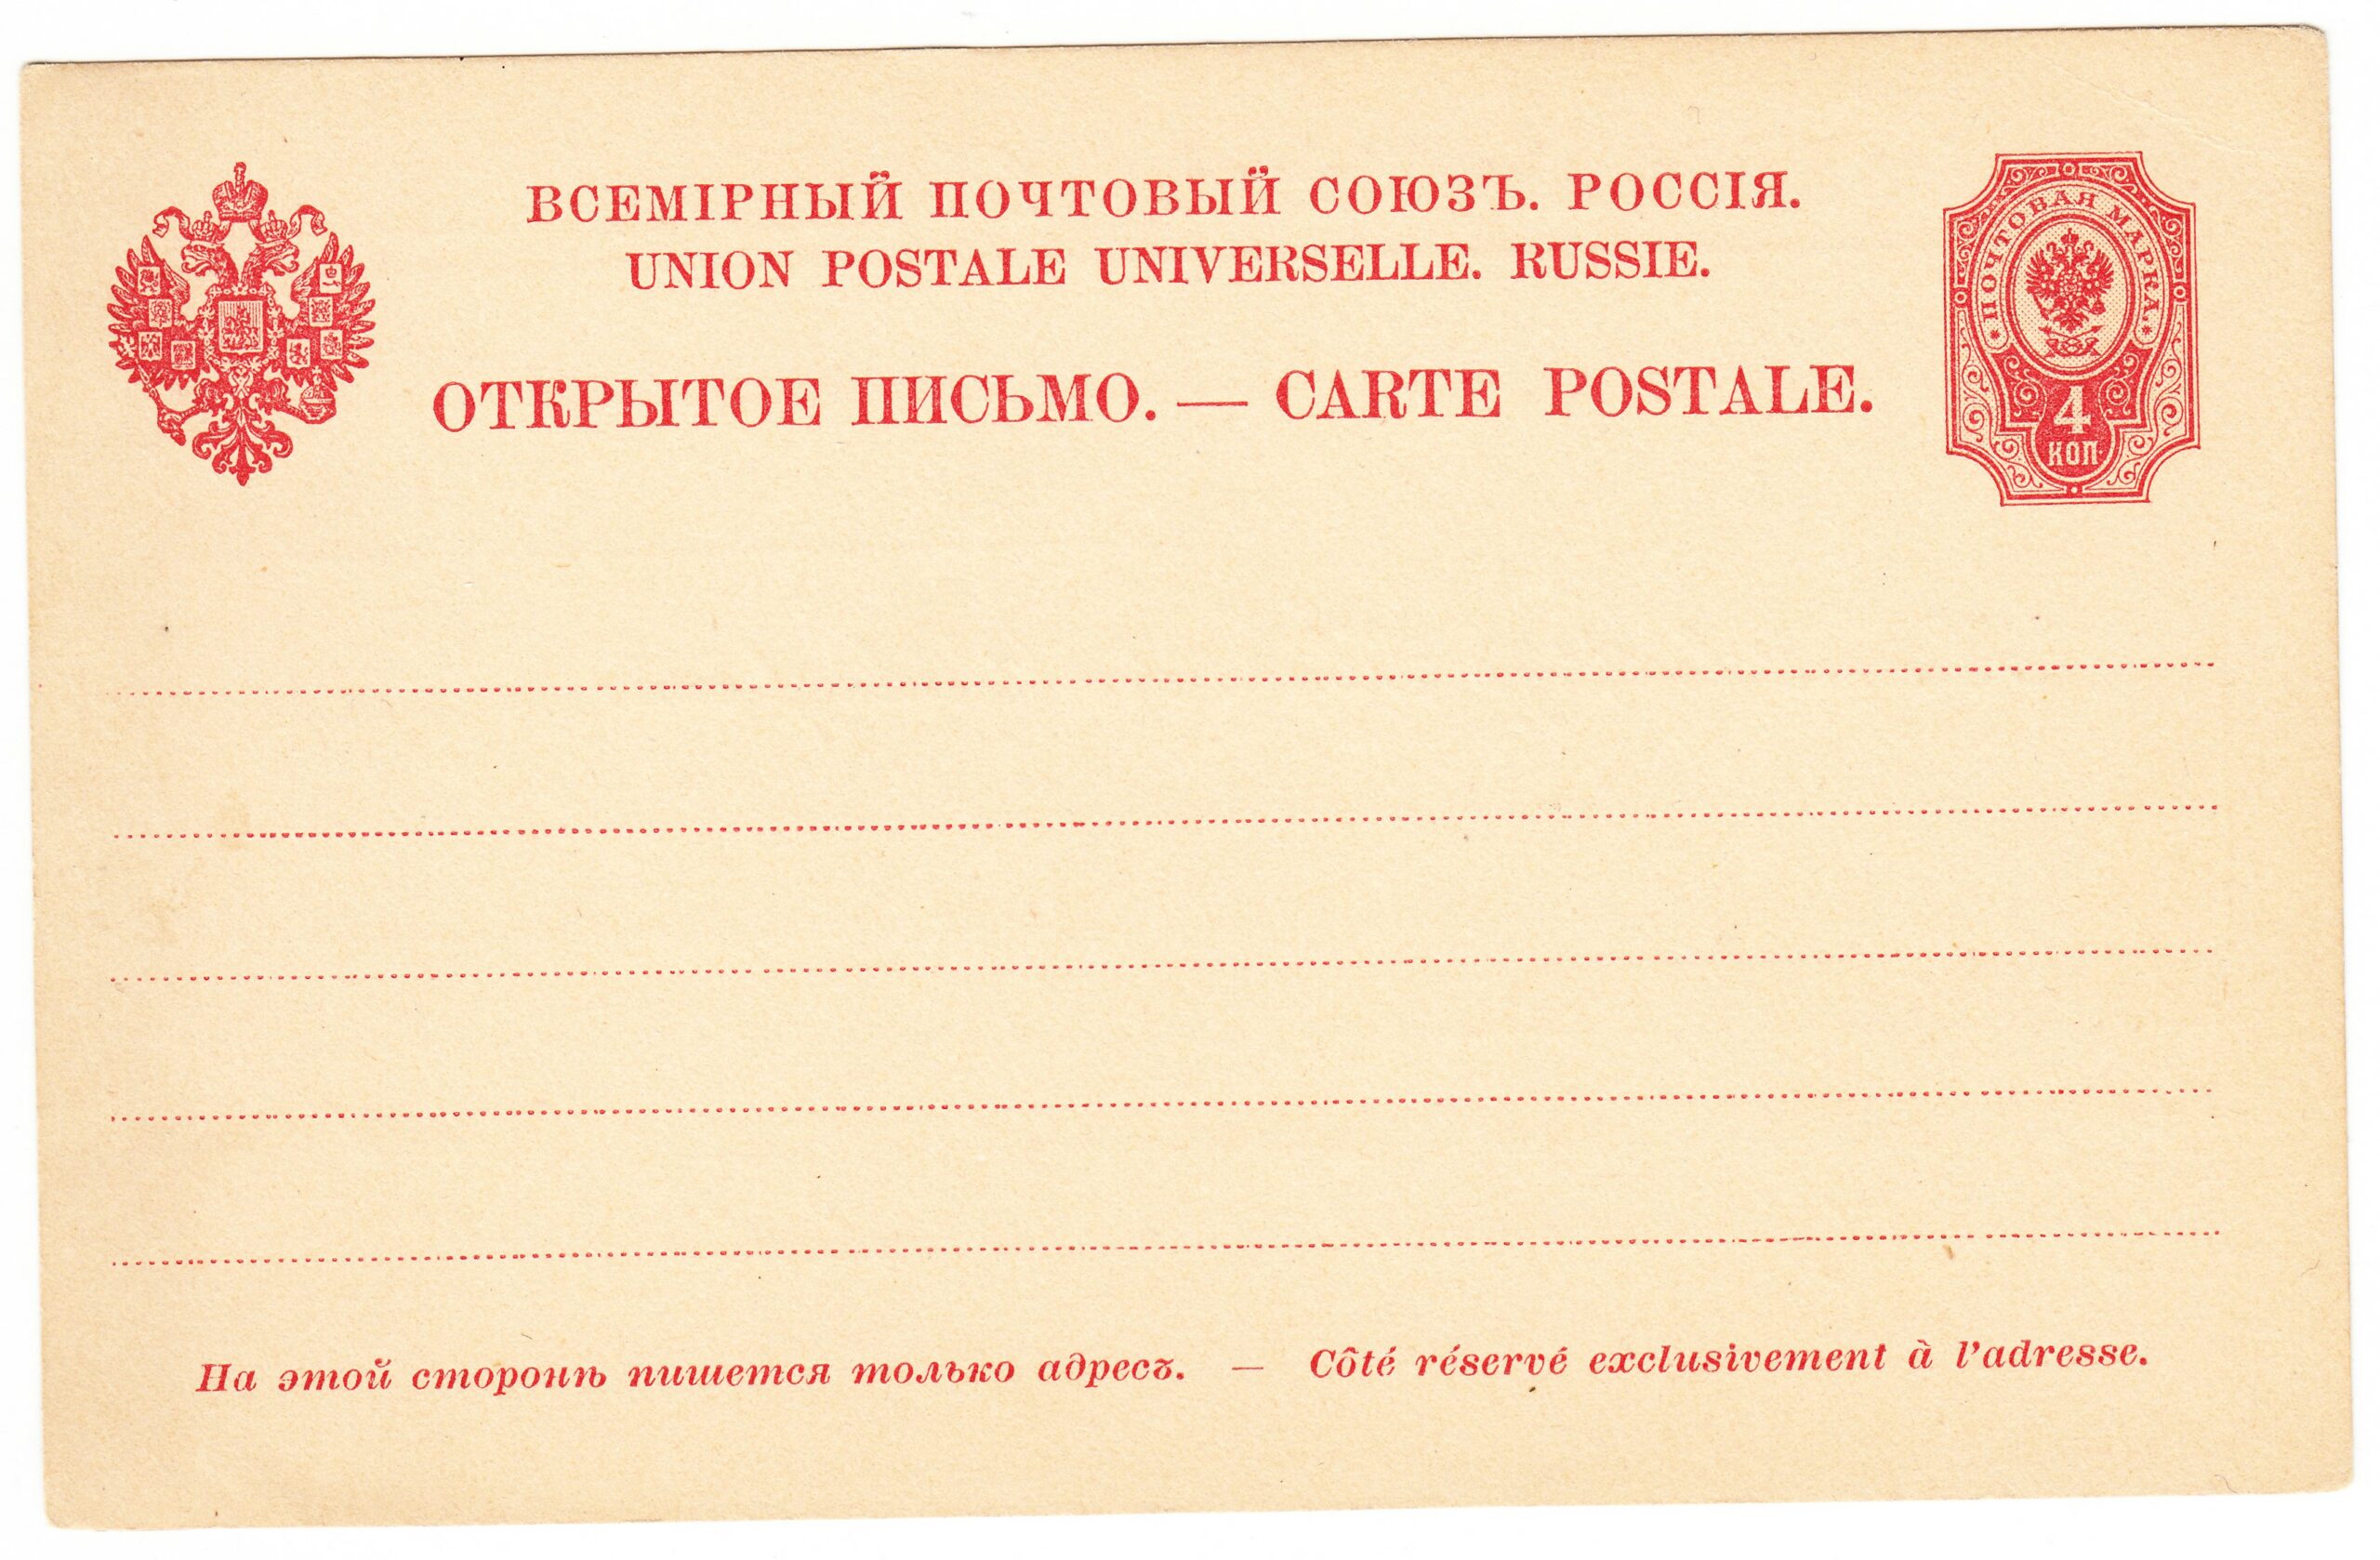 ВСЕМІРНЫЙ ПОЧТОВЫЙ СОЮЗЪ. РОССІЯ.
UNION POSTALE UNIVERSELLE. RUSSIE.
ОТКРЫТОЕ ПИСЬМО. — CARTE POSTALE.
ПОЧТОВАЯ МАРКА.
4
КОП.
На этой сторонѣ пишется только адресъ. — Côté réservé exclusivement à l'adresse.